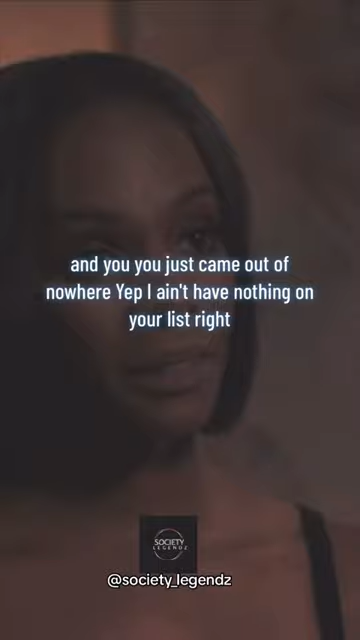 and you you just came out of
nowhere Yep I ain't have nothing on
your list right
SOCIETY
LEGENDZ
@society_legendz